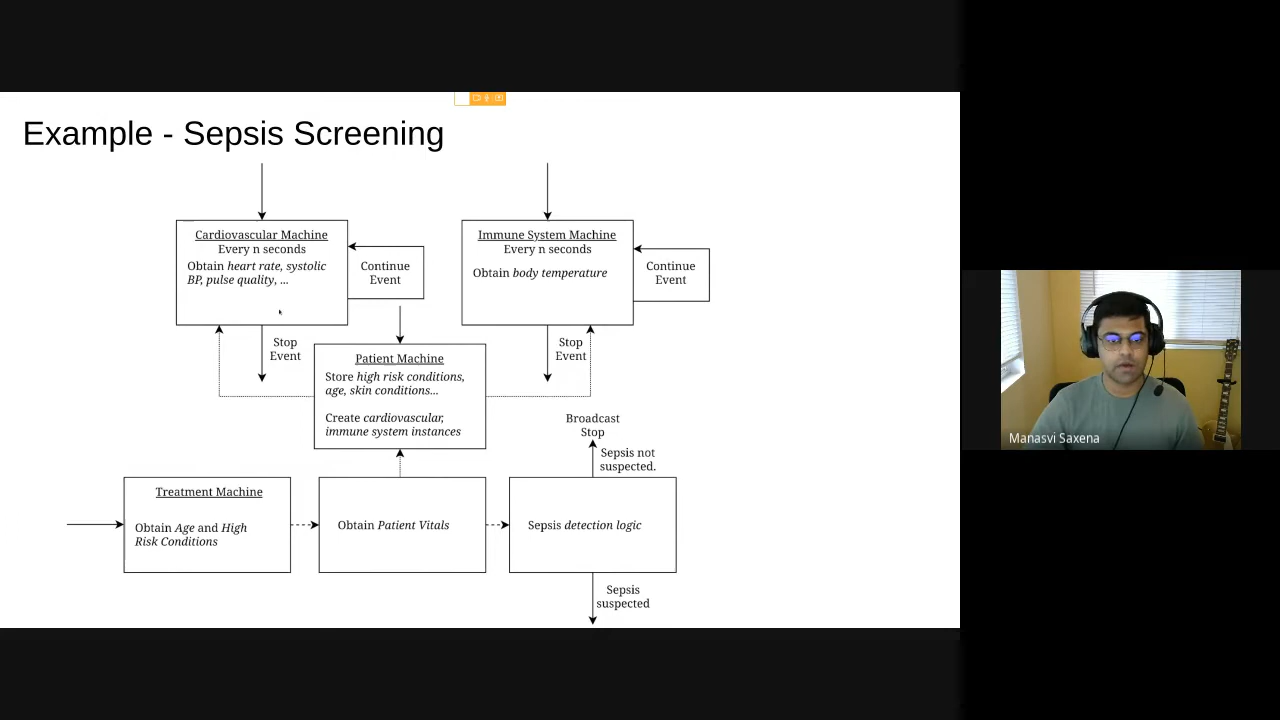 Example - Sepsis Screening
Cardiovascular Machine
Every n seconds
Obtain heart rate, systolic
BP, pulse quality, ...
Continue
Event
Immune System Machine
Every n seconds
Obtain body temperature
Continue
Event
Stop
Event
Patient Machine
Store high risk conditions,
age, skin conditions...
Create cardiovascular,
immune system instances
Stop
Event
Broadcast
Stop
Sepsis not
suspected.
Treatment Machine
Obtain Age and High
Risk Conditions
Obtain Patient Vitals
Sepsis detection logic
Sepsis
suspected
Manasvi Saxena